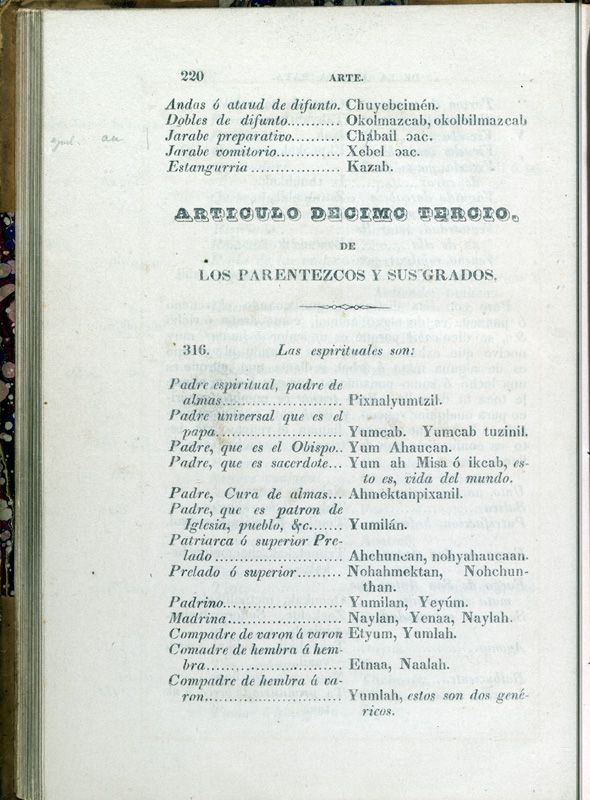 220 ARTE.
Andas ó ataud de difunto. Chuyebcimén.
Dobles de difunto.......... Okolmazcab, okolbilmazcab
Jarabe preparativo......... Chábail ɔac.
Jarabe vomitorio............ Xebel ɔac.
Estangurria ................. Kazab.
ARTICULO DECIMO TERCIO.
DE
LOS PARENTEZCOS Y SUS GRADOS.
316. Las espirituales son:
Padre espiritual, padre de
almas....................... Pixnalyumtzil.
Padre universal que es el
papa........................ Yumcab. Yumcab tuzinil.
Padre, que es el Obispo.. Yum Ahaucan.
Padre, que es sacerdote... Yum ah Misa ó ikcab, es-
to es, vida del mundo.
Padre, Cura de almas... Ahmektanpixanil.
Padre, que es patron de
Iglesia, pueblo, &c....... Yumilán.
Patriarca ó superior Pre-
lado ........................ Ahchuncan, nohyahaucaan.
Prelado ó superior......... Nohahmektan, Nohchun-
than.
Padrino...................... Yumilan, Yeyúm.
Madrina..................... Naylan, Yenaa, Naylah.
Compadre de varon á varon Etyum, Yumlah.
Comadre de hembra á hem-
bra.......................... Etnaa, Naalah.
Compadre de hembra á va-
ron.......................... Yumlah, estos son dos gené-
ricos.